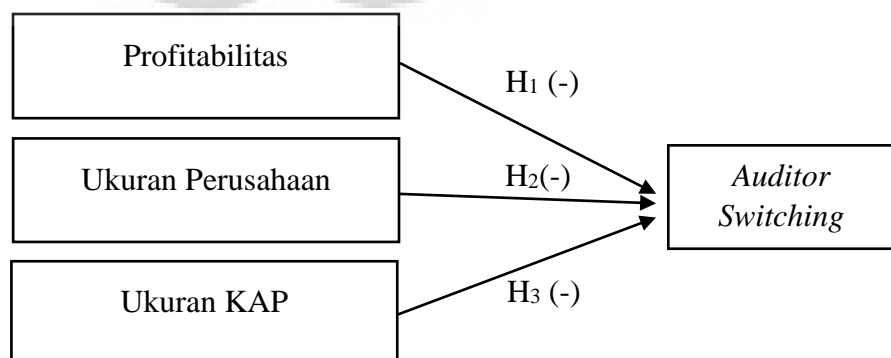 Profitabilitas
H₁ (-)
Ukuran Perusahaan
H₂(-)
Auditor
Switching
Ukuran KAP
H₃ (-)